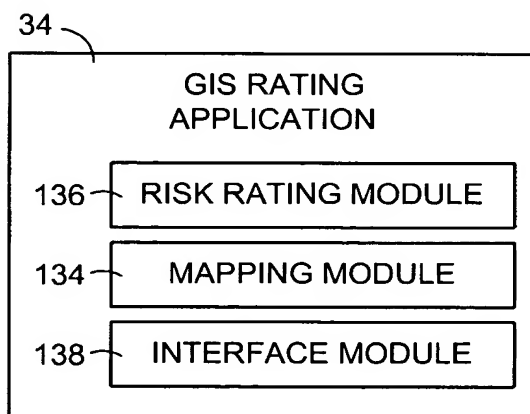 34
GIS RATING
APPLICATION
136 RISK RATING MODULE
134 MAPPING MODULE
138 INTERFACE MODULE